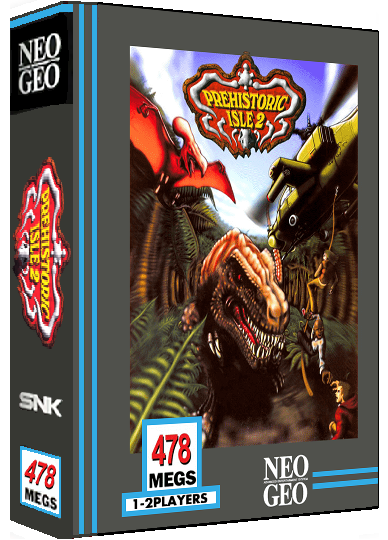 NEO
GEO
PREHISTORIC
ISLE 2
SNK
478
MEGS
PREHISTORIC
ISLE 2
478
MEGS
1-2PLAYERS
NEO
GEO